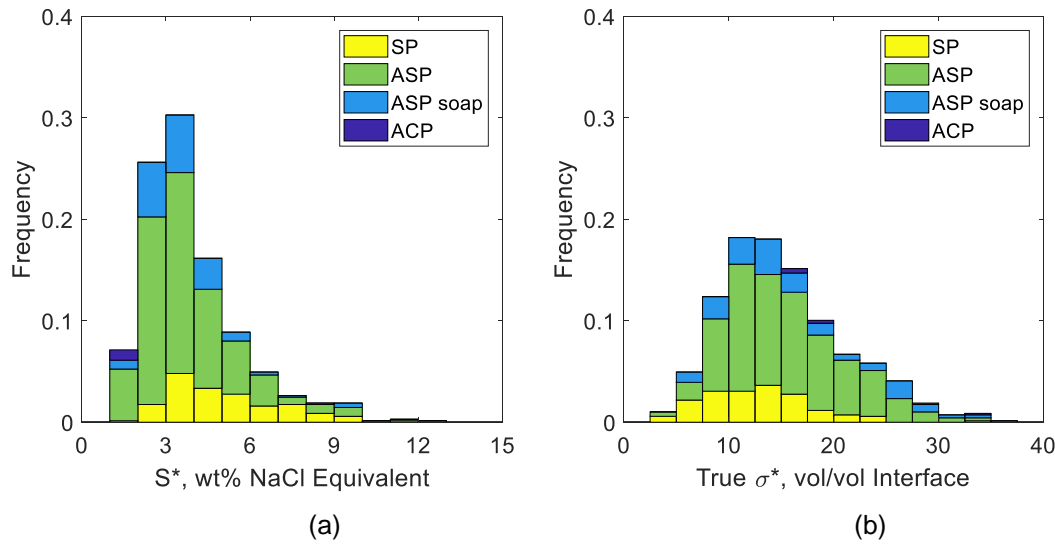 0.4
0.3
0.2
0.1
0
Frequency
SP
ASP
ASP soap
ACP
0 3 6 9 12 15
S*, wt% NaCl Equivalent
(a)
0.4
0.3
0.2
0.1
0
Frequency
SP
ASP
ASP soap
ACP
0 10 20 30 40
True σ*, vol/vol Interface
(b)